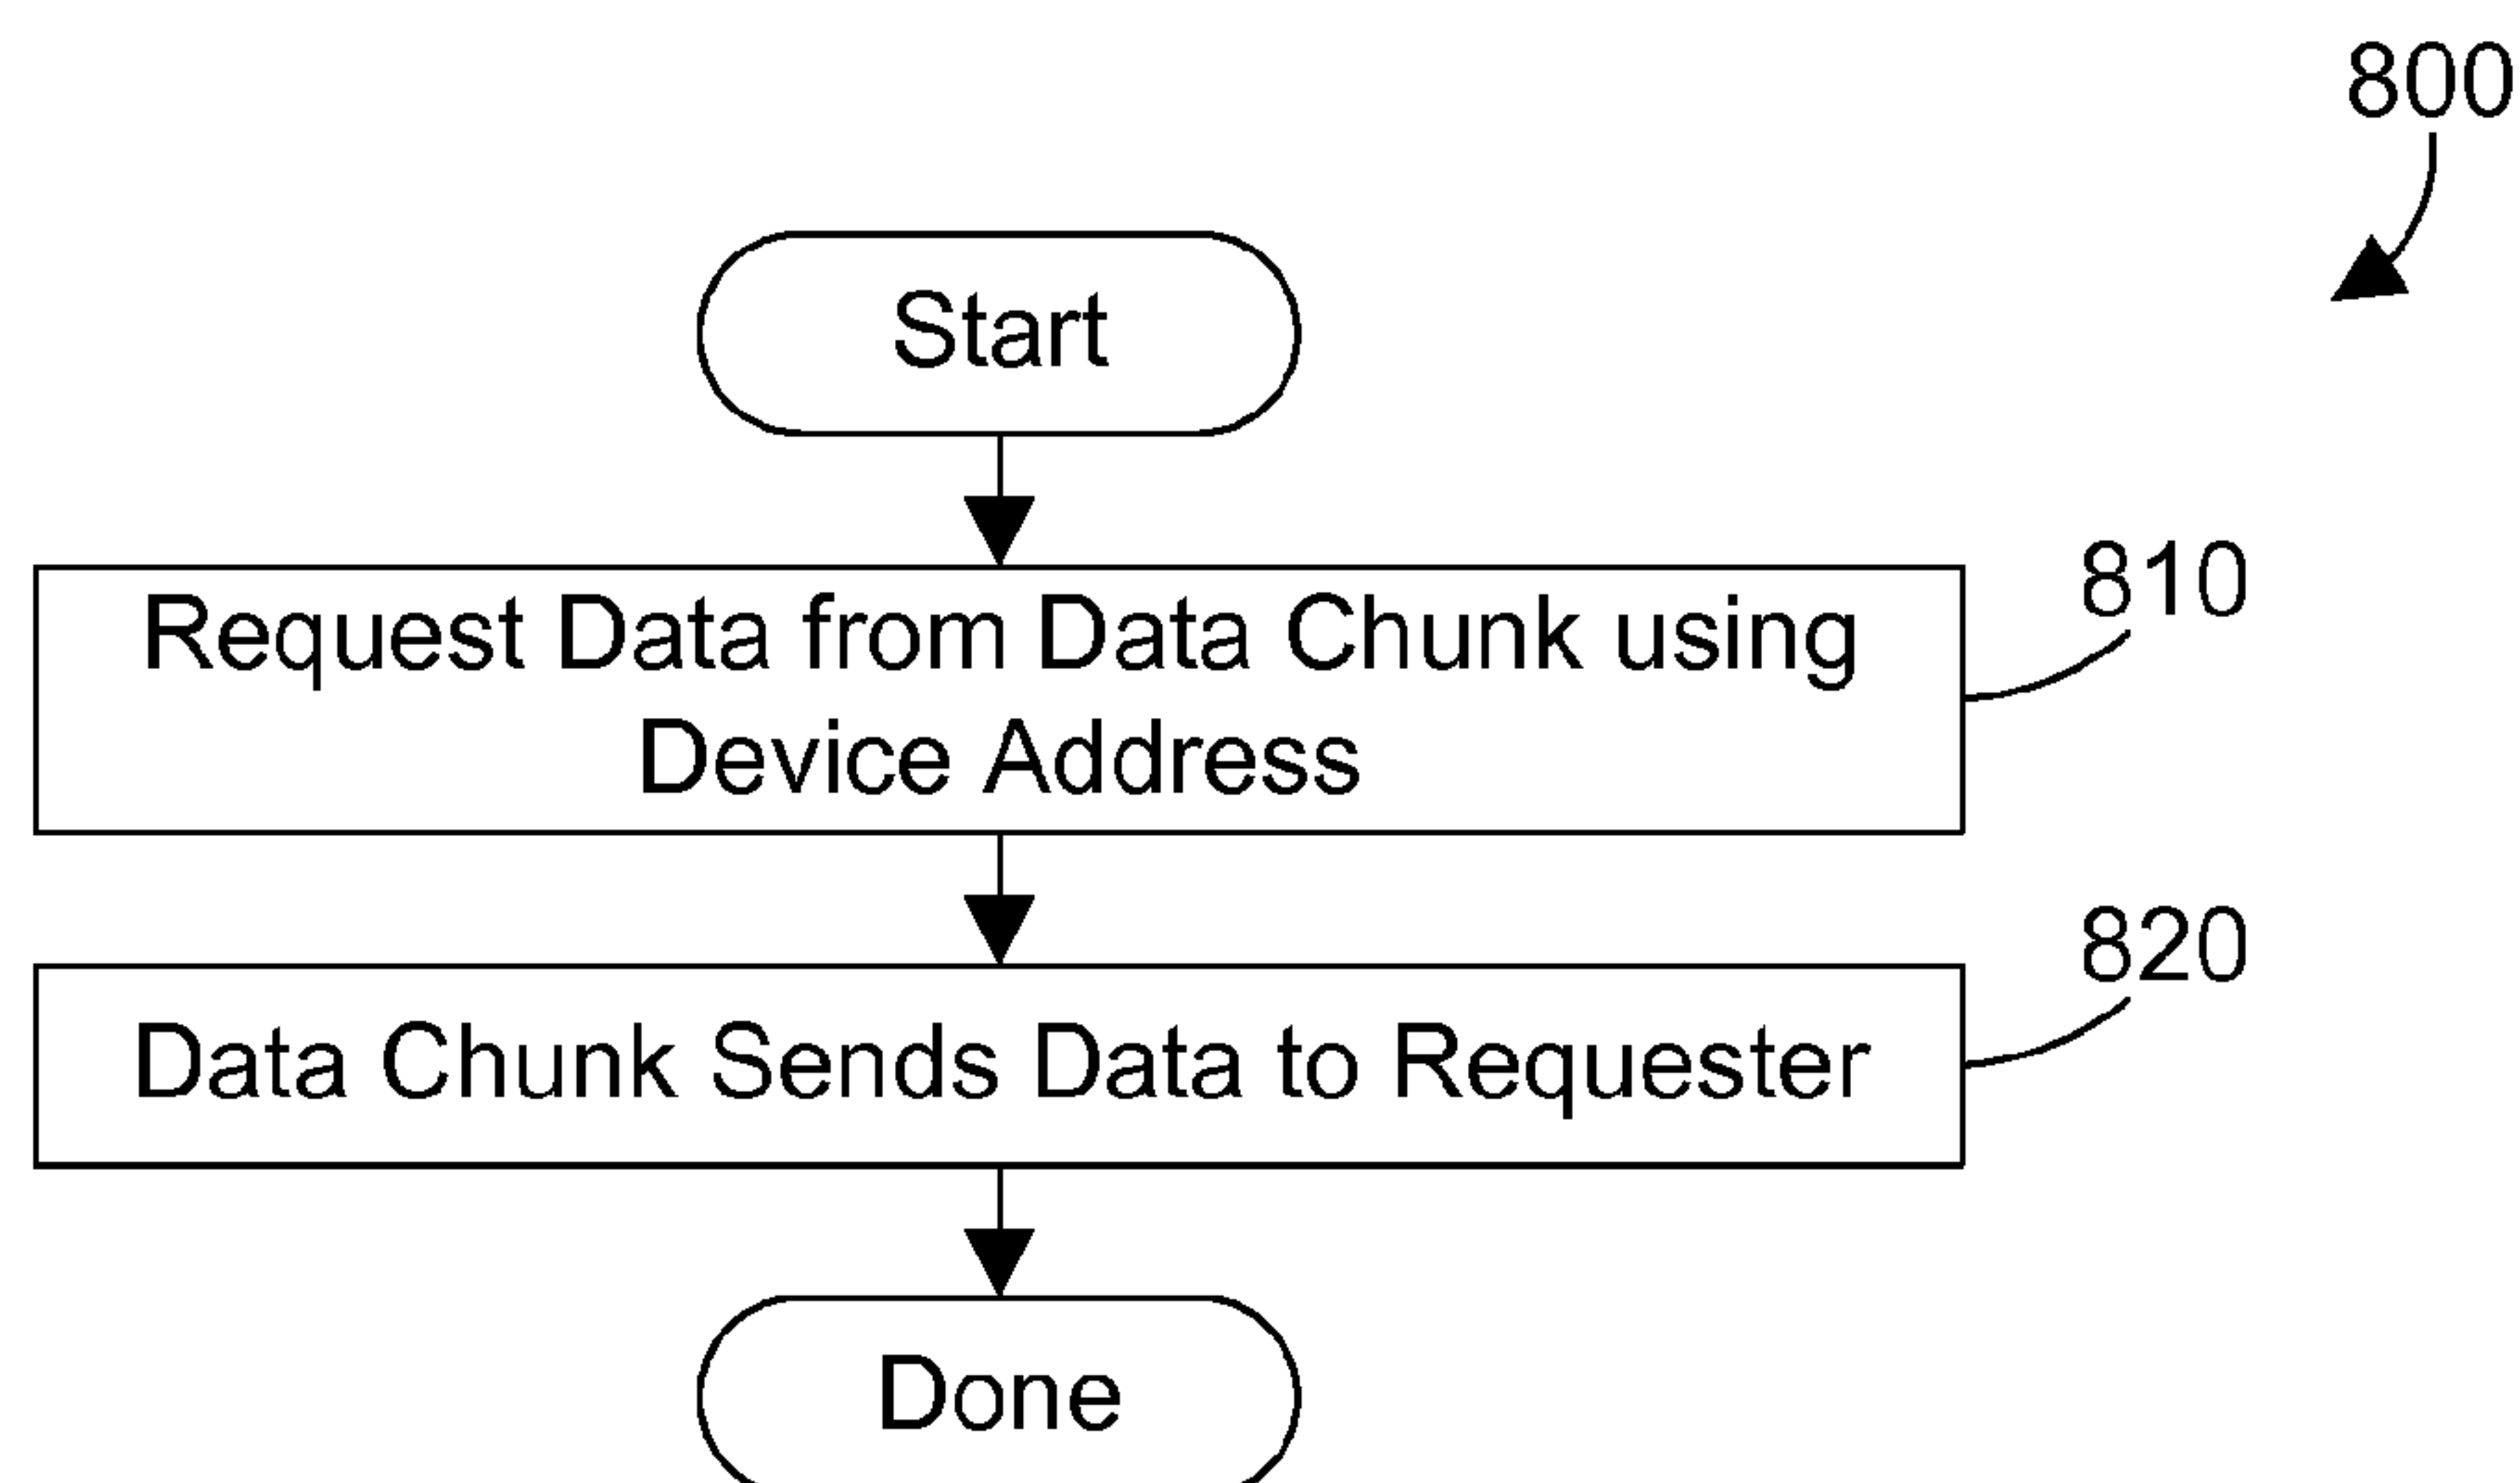 800
Start
810
Request Data from Data Chunk using
Device Address
820
Data Chunk Sends Data to Requester
Done